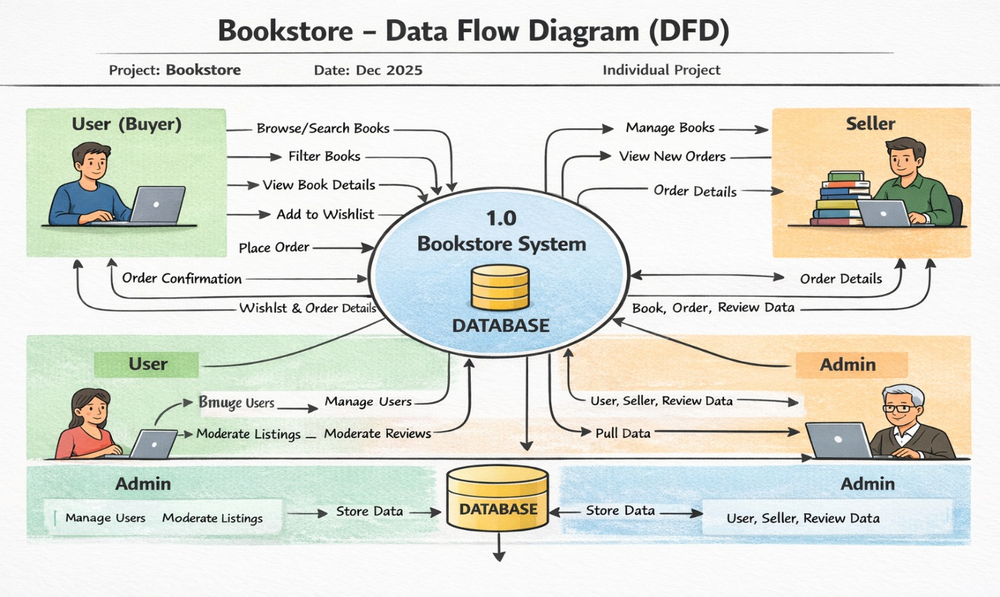 Bookstore – Data Flow Diagram (DFD)
Project: Bookstore
Date: Dec 2025
Individual Project
User (Buyer)
Browse/Search Books
Filter Books
View Book Details
Add to Wishlist
Place Order
Order Confirmation
Wishlst & Order Details
1.0
Bookstore System
DATABASE
Manage Books
View New Orders
Order Details
Seller
Order Details
Book, Order, Review Data
User
Bmuge Users
Manage Users
Moderate Listings
Moderate Reviews
Admin
User, Seller, Review Data
Pull Data
Admin
Manage Users
Moderate Listings
Store Data
DATABASE
Store Data
Admin
User, Seller, Review Data